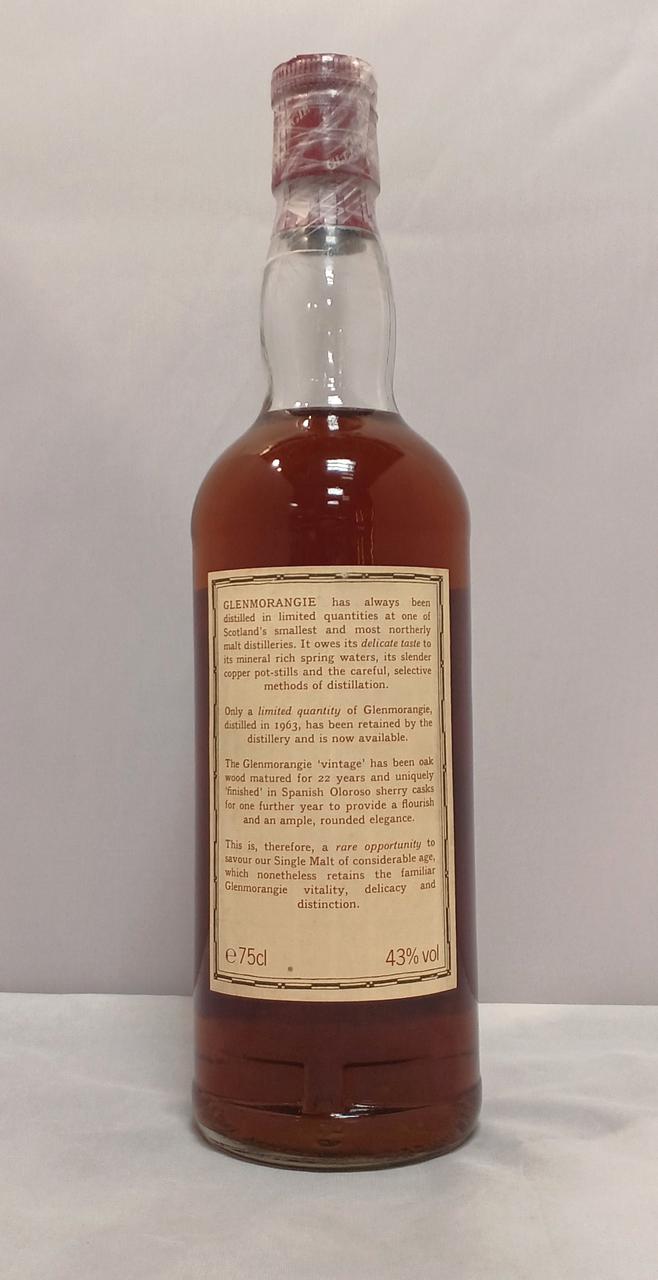 GLENMORANGIE has always been
distilled in limited quantities at one of
Scotland's smallest and most northerly
malt distilleries. It owes its delicate taste to
its mineral rich spring waters, its slender
copper pot-stills and the careful, selective
methods of distillation.
Only a limited quantity of Glenmorangie,
distilled in 1963, has been retained by the
distillery and is now available.
The Glenmorangie ‘vintage’ has been oak
wood matured for 22 years and uniquely
‘finished’ in Spanish Oloroso sherry casks
for one further year to provide a flourish
and an ample, rounded elegance.
This is, therefore, a rare opportunity to
savour our Single Malt of considerable age,
which nonetheless retains the familiar
Glenmorangie vitality, delicacy and
distinction.
℮75cl 43% vol